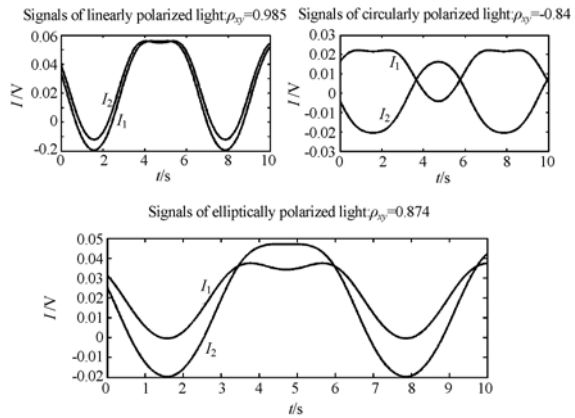 Signals of linearly polarized light:ρxy=0.985
0.06
0.04
0.02
0
-0.2
I/V
I2
I1
0 2 4 6 8 10
t/s
Signals of circularly polarized light:ρxy=-0.84
0.03
0.02
0.01
0
-0.01
-0.02
-0.03
I/V
I1
I2
0 2 4 6 8 10
t/s
Signals of elliptically polarized light:ρxy=0.874
0.05
0.04
0.03
0.02
0.01
0
-0.01
-0.02
I/V
I1
I2
0 1 2 3 4 5 6 7 8 9 10
t/s